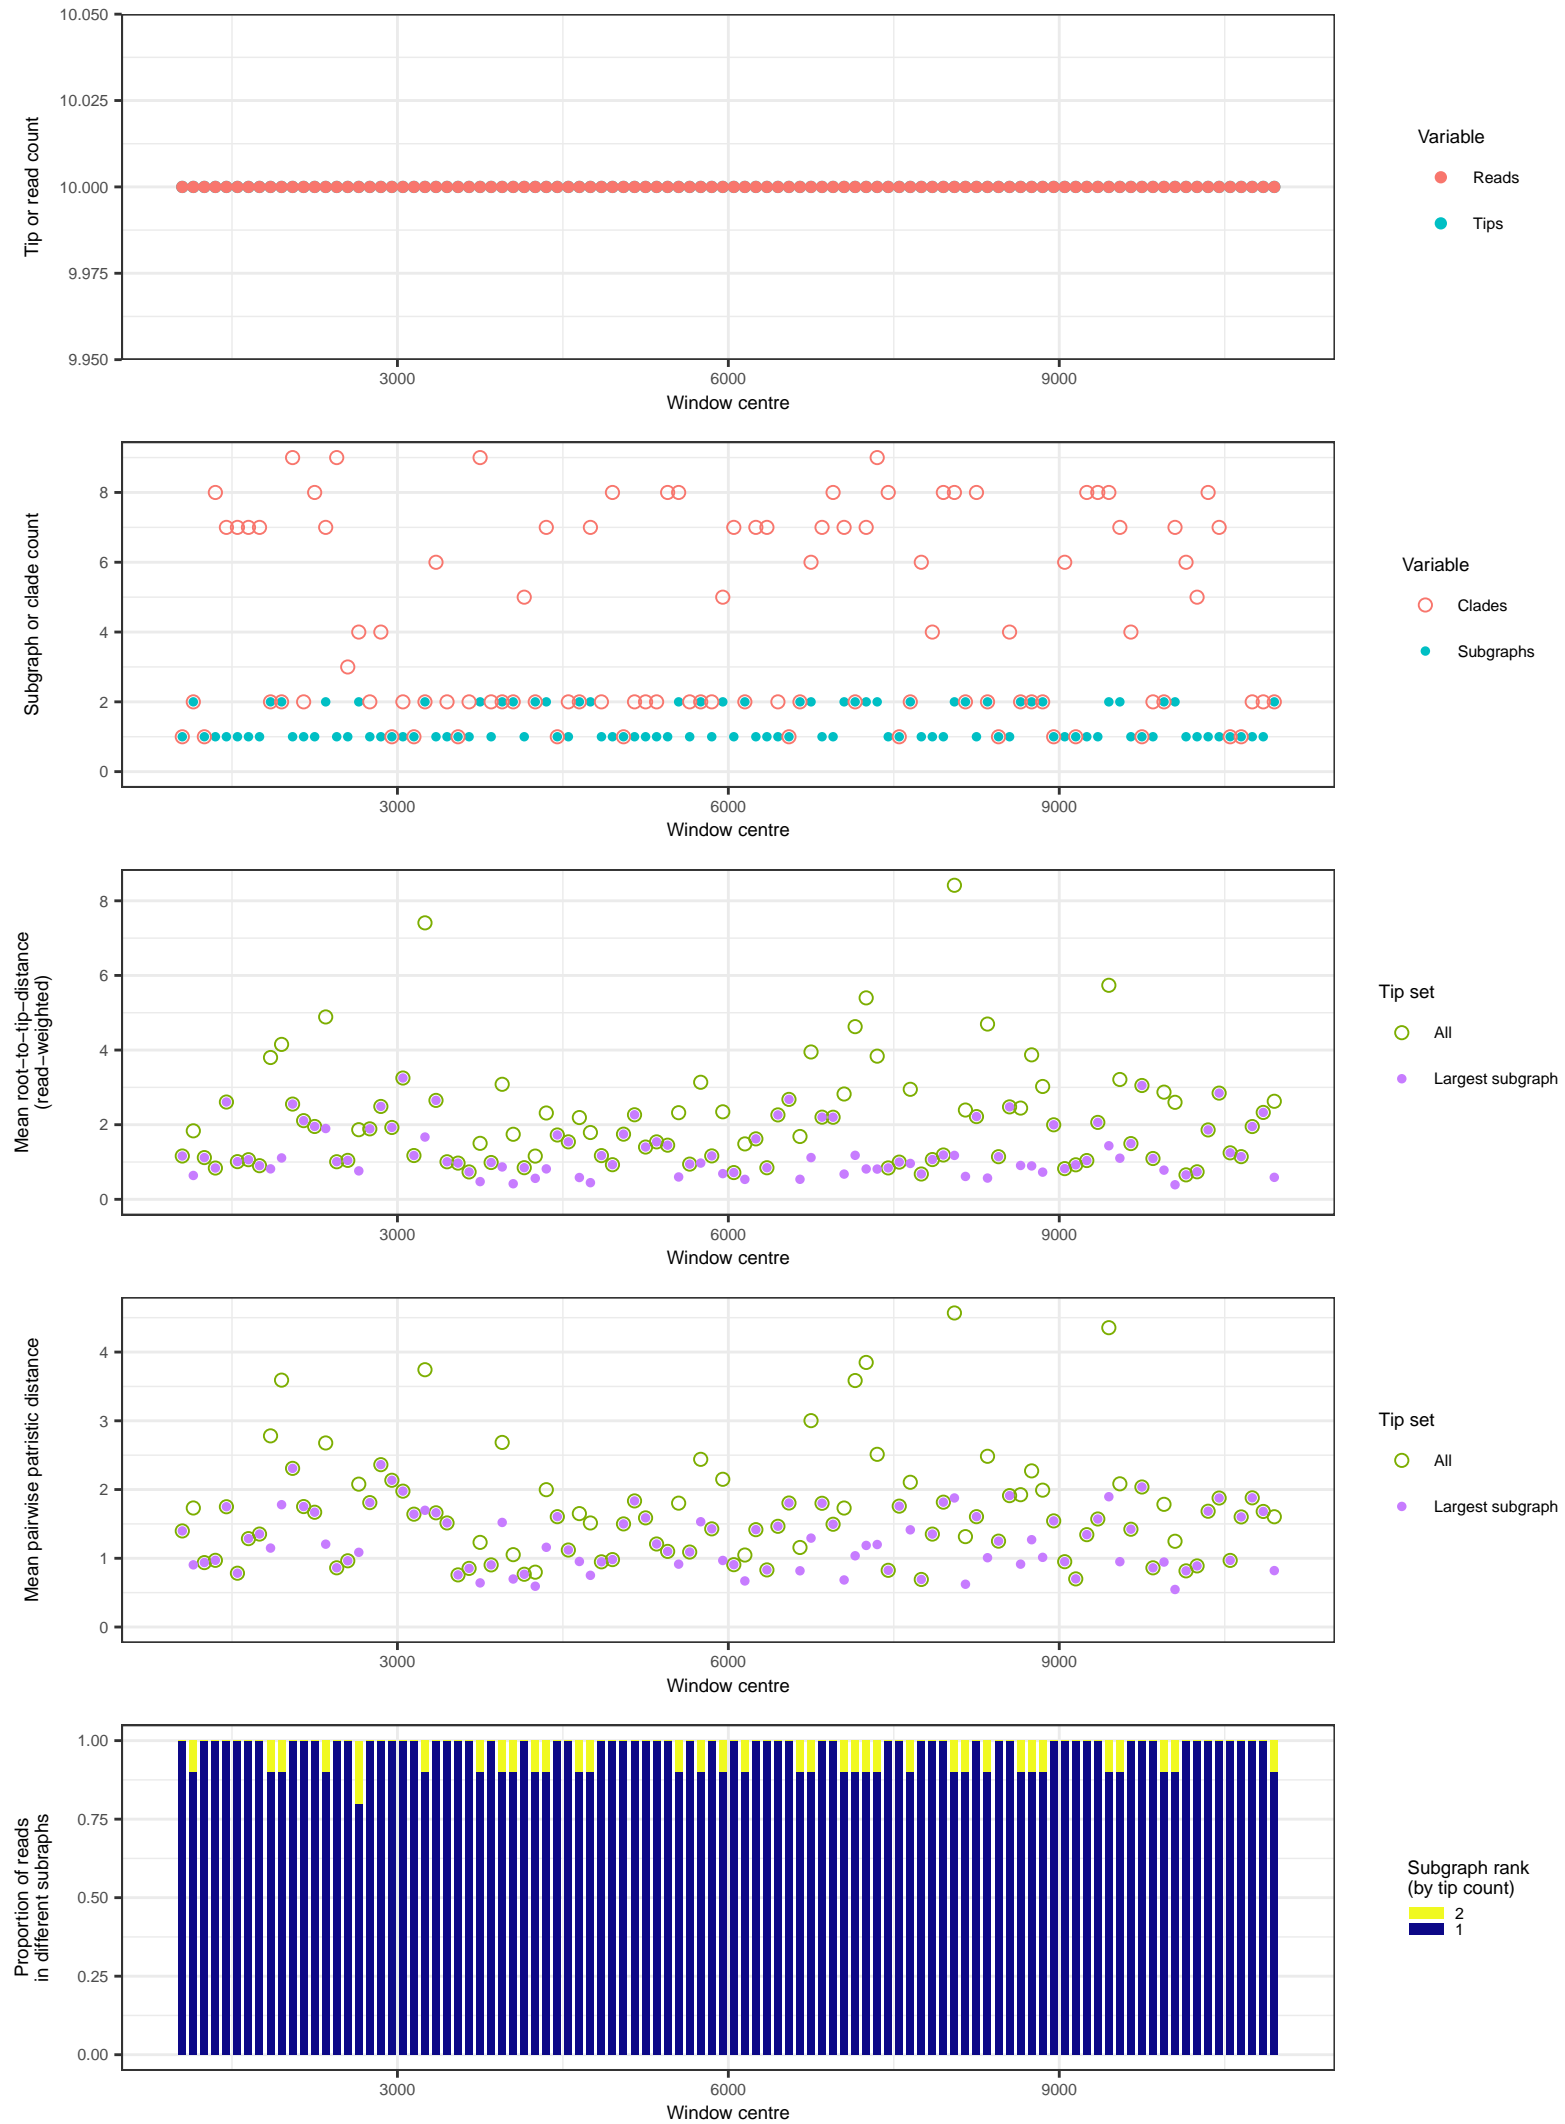 10.050
10.025
10.000
9.975
9.950
Tip or read count
3000 6000 9000
Window centre
Variable
Reads
Tips
8
6
4
2
0
Subgraph or clade count
3000 6000 9000
Window centre
Variable
Clades
Subgraphs
8
6
4
2
0
Mean root−to−tip−distance
(read−weighted)
3000 6000 9000
Window centre
Tip set
All
Largest subgraph
4
3
2
1
0
Mean pairwise patristic distance
3000 6000 9000
Window centre
Tip set
All
Largest subgraph
1.00
0.75
0.50
0.25
0.00
Proportion of reads
in different subraphs
3000 6000 9000
Window centre
Subgraph rank
(by tip count)
2
1